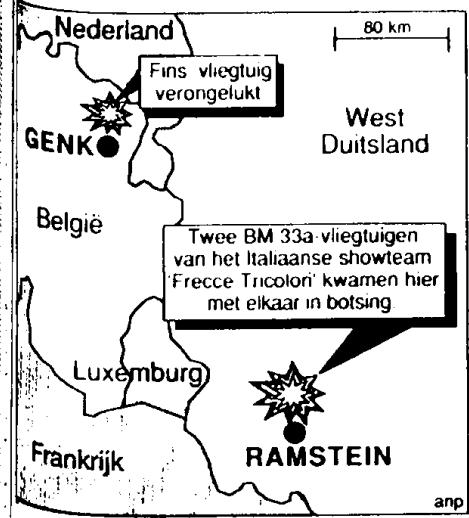 Nederland
80 km
Fins vliegtuig
verongelukt
GENK
West
Duitsland
België
Twee BM 33a-vliegtuigen
van het Italiaanse showteam
'Frecce Tricolori' kwamen hier
met elkaar in botsing
Luxemburg
RAMSTEIN
Frankrijk
anp